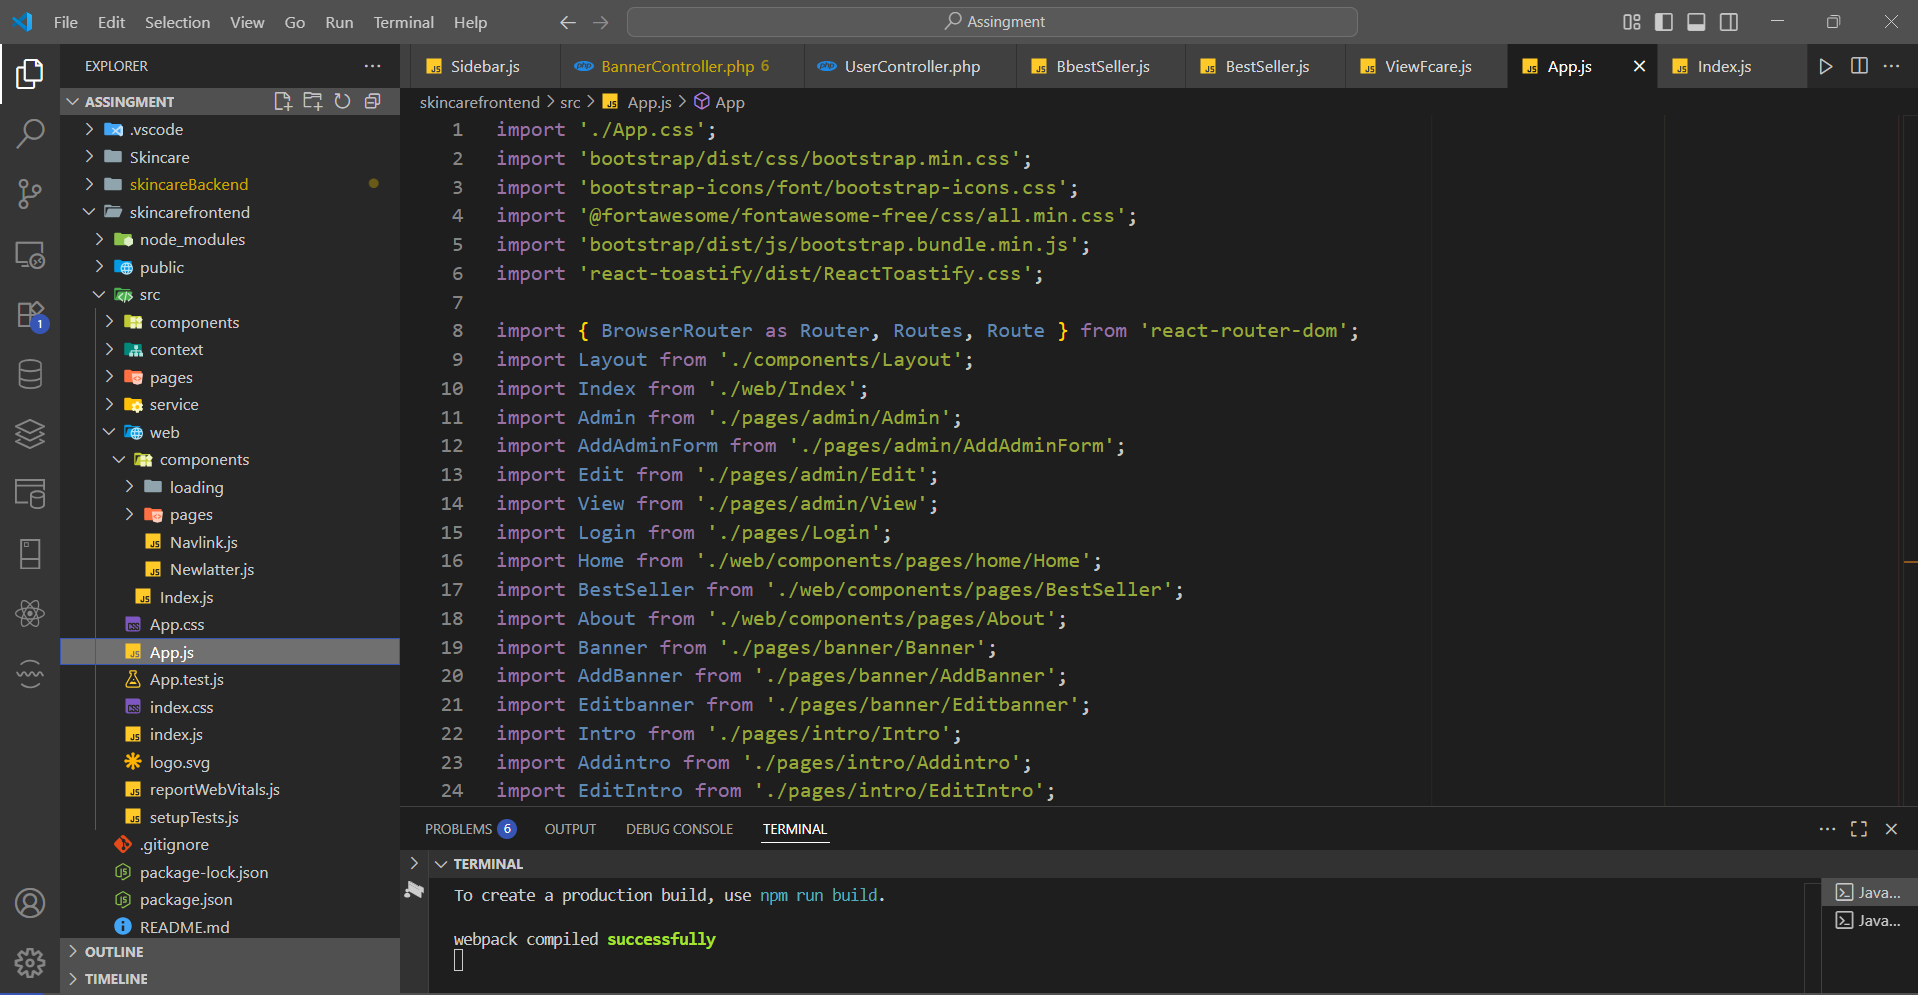 File Edit Selection View Go Run Terminal Help
Assingment
EXPLORER
Sidebar.js
BannerController.php 6
UserController.php
BbestSeller.js
BestSeller.js
ViewFcare.js
App.js
Index.js
ASSINGMENT
.vscode
Skincare
skincareBackend
skincarefrontend
node_modules
public
src
components
context
pages
service
web
components
loading
pages
Navlink.js
Newlatter.js
Index.js
App.css
App.js
App.test.js
index.css
index.js
logo.svg
reportWebVitals.js
setupTests.js
.gitignore
package-lock.json
package.json
README.md
OUTLINE
TIMELINE
1
skincarefrontend > src > App.js > App
1 import './App.css';
2 import 'bootstrap/dist/css/bootstrap.min.css';
3 import 'bootstrap-icons/font/bootstrap-icons.css';
4 import '@fortawesome/fontawesome-free/css/all.min.css';
5 import 'bootstrap/dist/js/bootstrap.bundle.min.js';
6 import 'react-toastify/dist/ReactToastify.css';
7
8 import { BrowserRouter as Router, Routes, Route } from 'react-router-dom';
9 import Layout from './components/Layout';
10 import Index from './web/Index';
11 import Admin from './pages/admin/Admin';
12 import AddAdminForm from './pages/admin/AddAdminForm';
13 import Edit from './pages/admin/Edit';
14 import View from './pages/admin/View';
15 import Login from './pages/Login';
16 import Home from './web/components/pages/home/Home';
17 import BestSeller from './web/components/pages/BestSeller';
18 import About from './web/components/pages/About';
19 import Banner from './pages/banner/Banner';
20 import AddBanner from './pages/banner/AddBanner';
21 import Editbanner from './pages/banner/Editbanner';
22 import Intro from './pages/intro/Intro';
23 import Addintro from './pages/intro/Addintro';
24 import EditIntro from './pages/intro/EditIntro';
PROBLEMS 6 OUTPUT DEBUG CONSOLE TERMINAL
TERMINAL
To create a production build, use npm run build.
webpack compiled successfully
Java...
Java...